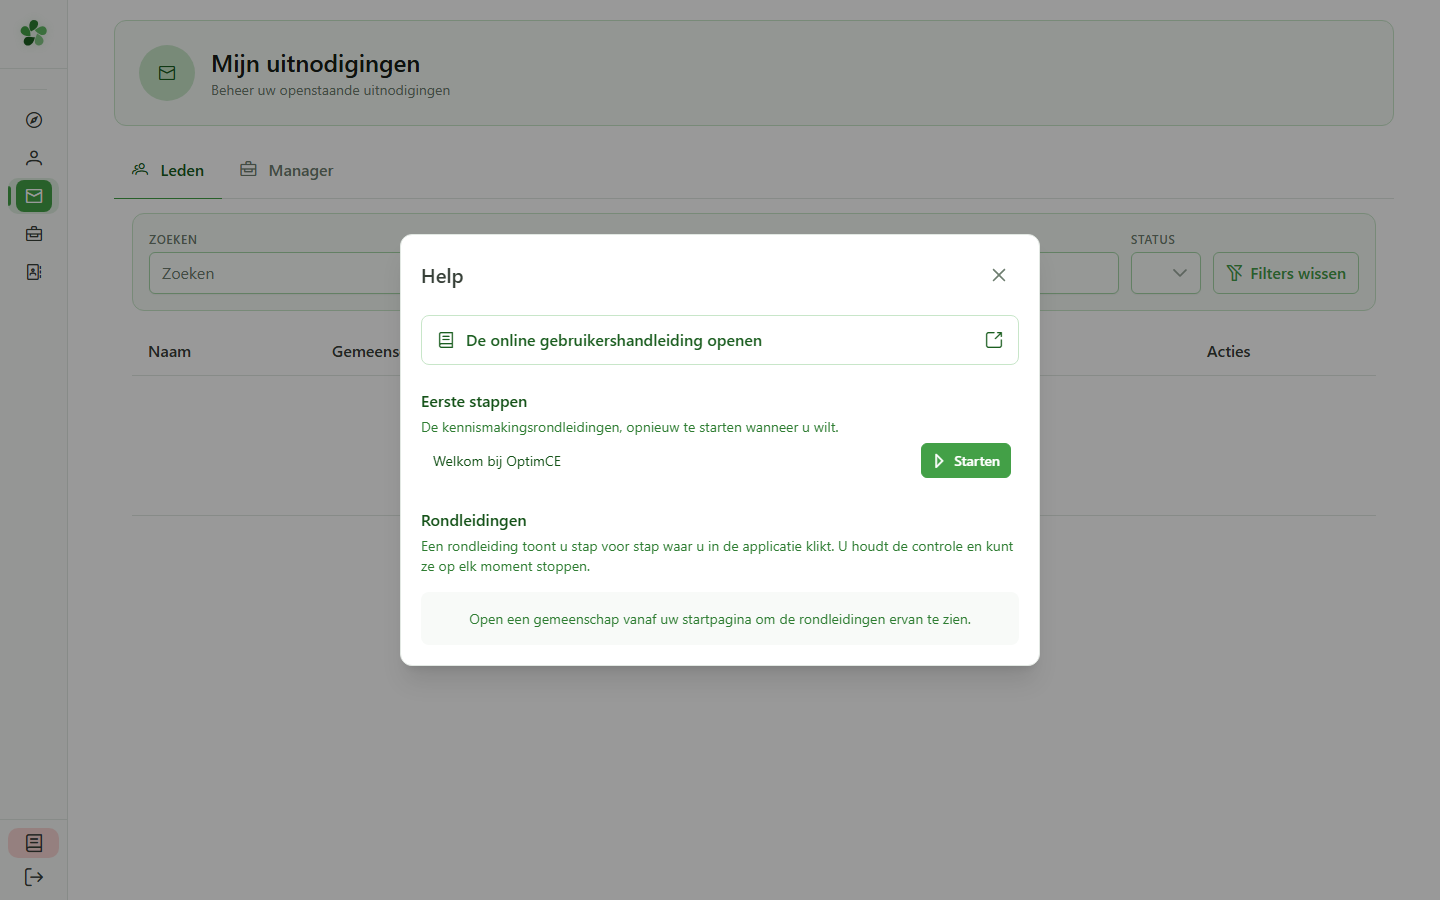 Mijn uitnodigingen
Beheer uw openstaande uitnodigingen
Leden
Manager
ZOEKEN
STATUS
Zoeken
Filters wissen
Naam
Gemeens
Acties
Help
De online gebruikershandleiding openen
Eerste stappen
De kennismakingsrondleidingen, opnieuw te starten wanneer u wilt.
Welkom bij OptimCE
Starten
Rondleidingen
Een rondleiding toont u stap voor stap waar u in de applicatie klikt. U houdt de controle en kunt
ze op elk moment stoppen.
Open een gemeenschap vanaf uw startpagina om de rondleidingen ervan te zien.